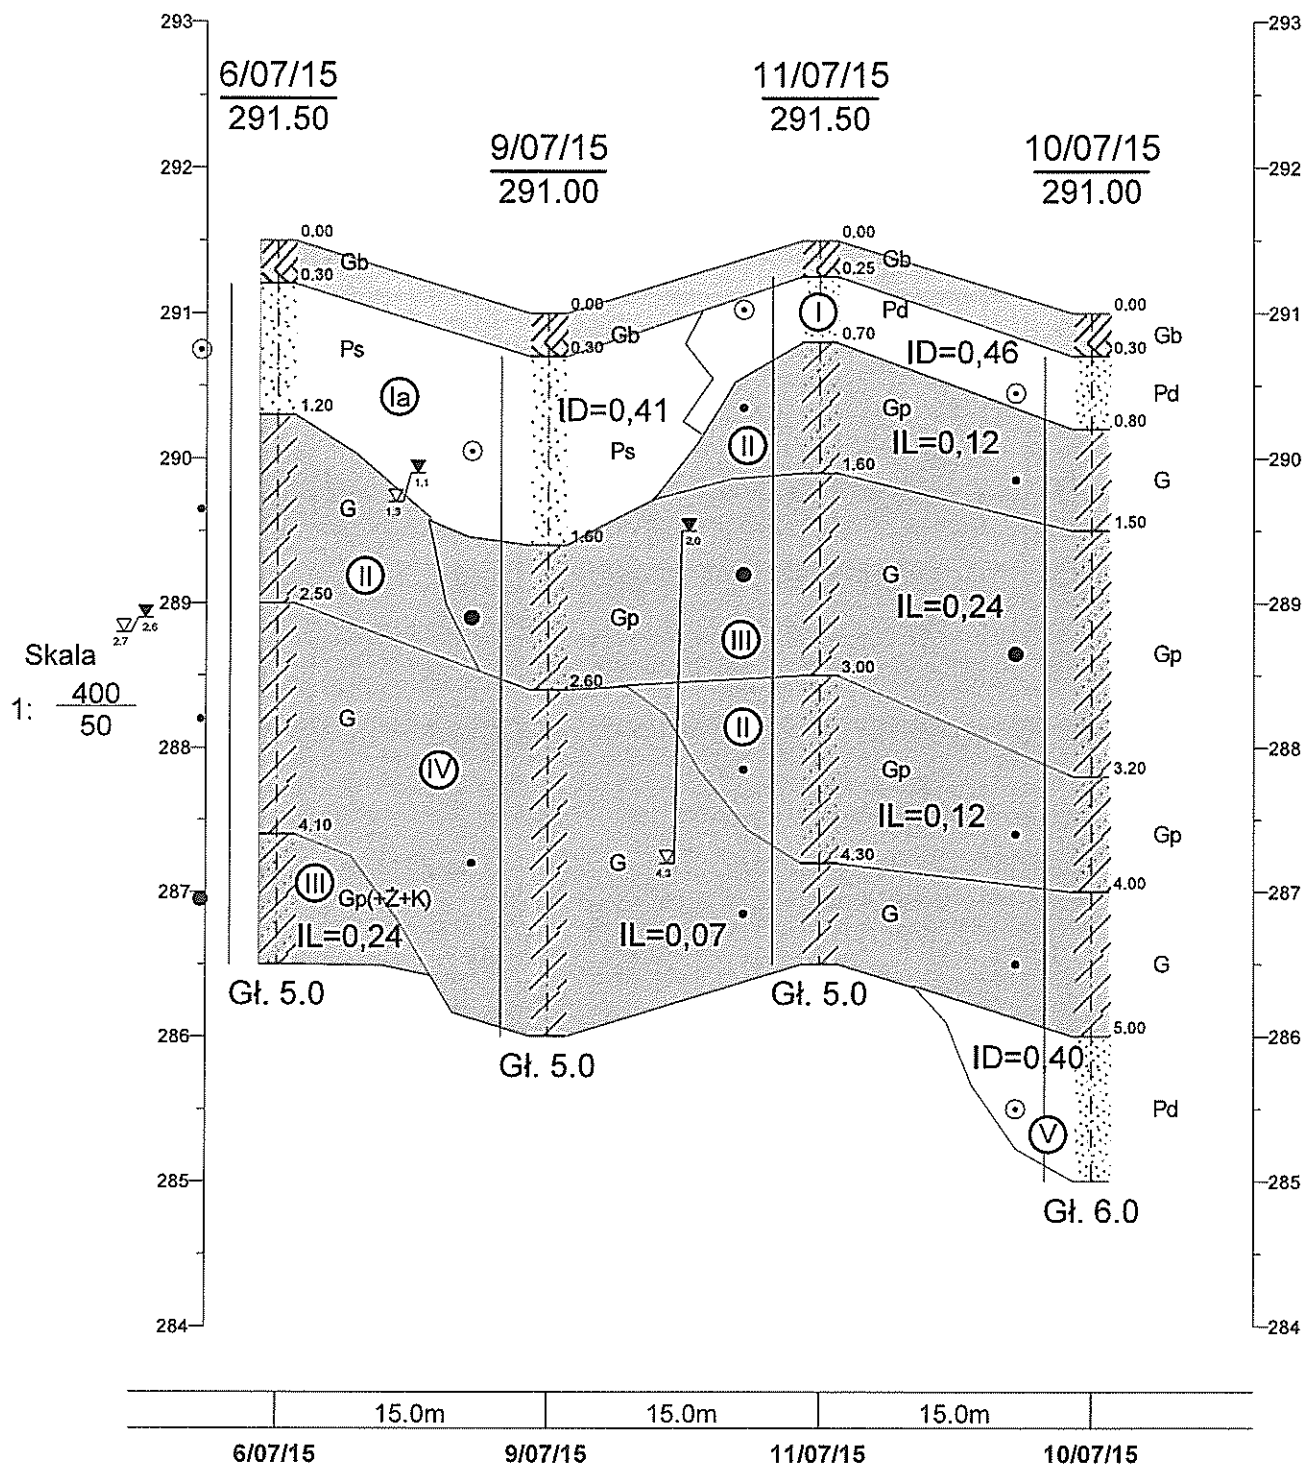 293
293
6/07/15
291.50
11/07/15
291.50
9/07/15
291.00
10/07/15
291.00
292
292
0.00
Gb
0.30
0.00
0.25
Gb
291
291
0.00
0.30
Gb
I
Pd
0.70
ID=0,46
0.00
0.30
Gb
Ps
Ia
1.20
ID=0,41
Ps
II
Gp
IL=0,12
Pd
0.80
290
290
1.1
1.3
G
1.60
G
1.50
II
1.60
2.0
289
289
2.50
G
IL=0,24
Gp
III
Gp
2.7
2.6
Skala
1: 400
50
2.60
3.00
288
288
G
II
IV
Gp
IL=0,12
3.20
Gp
4.10
4.3
G
4.30
287
287
4.00
III
Gp(+Ż+K)
IL=0,24
IL=0,07
G
G
Gł. 5.0
Gł. 5.0
286
286
5.00
Gł. 5.0
ID=0,40
Pd
V
285
285
Gł. 6.0
284
284
15.0m
15.0m
15.0m
6/07/15
9/07/15
11/07/15
10/07/15